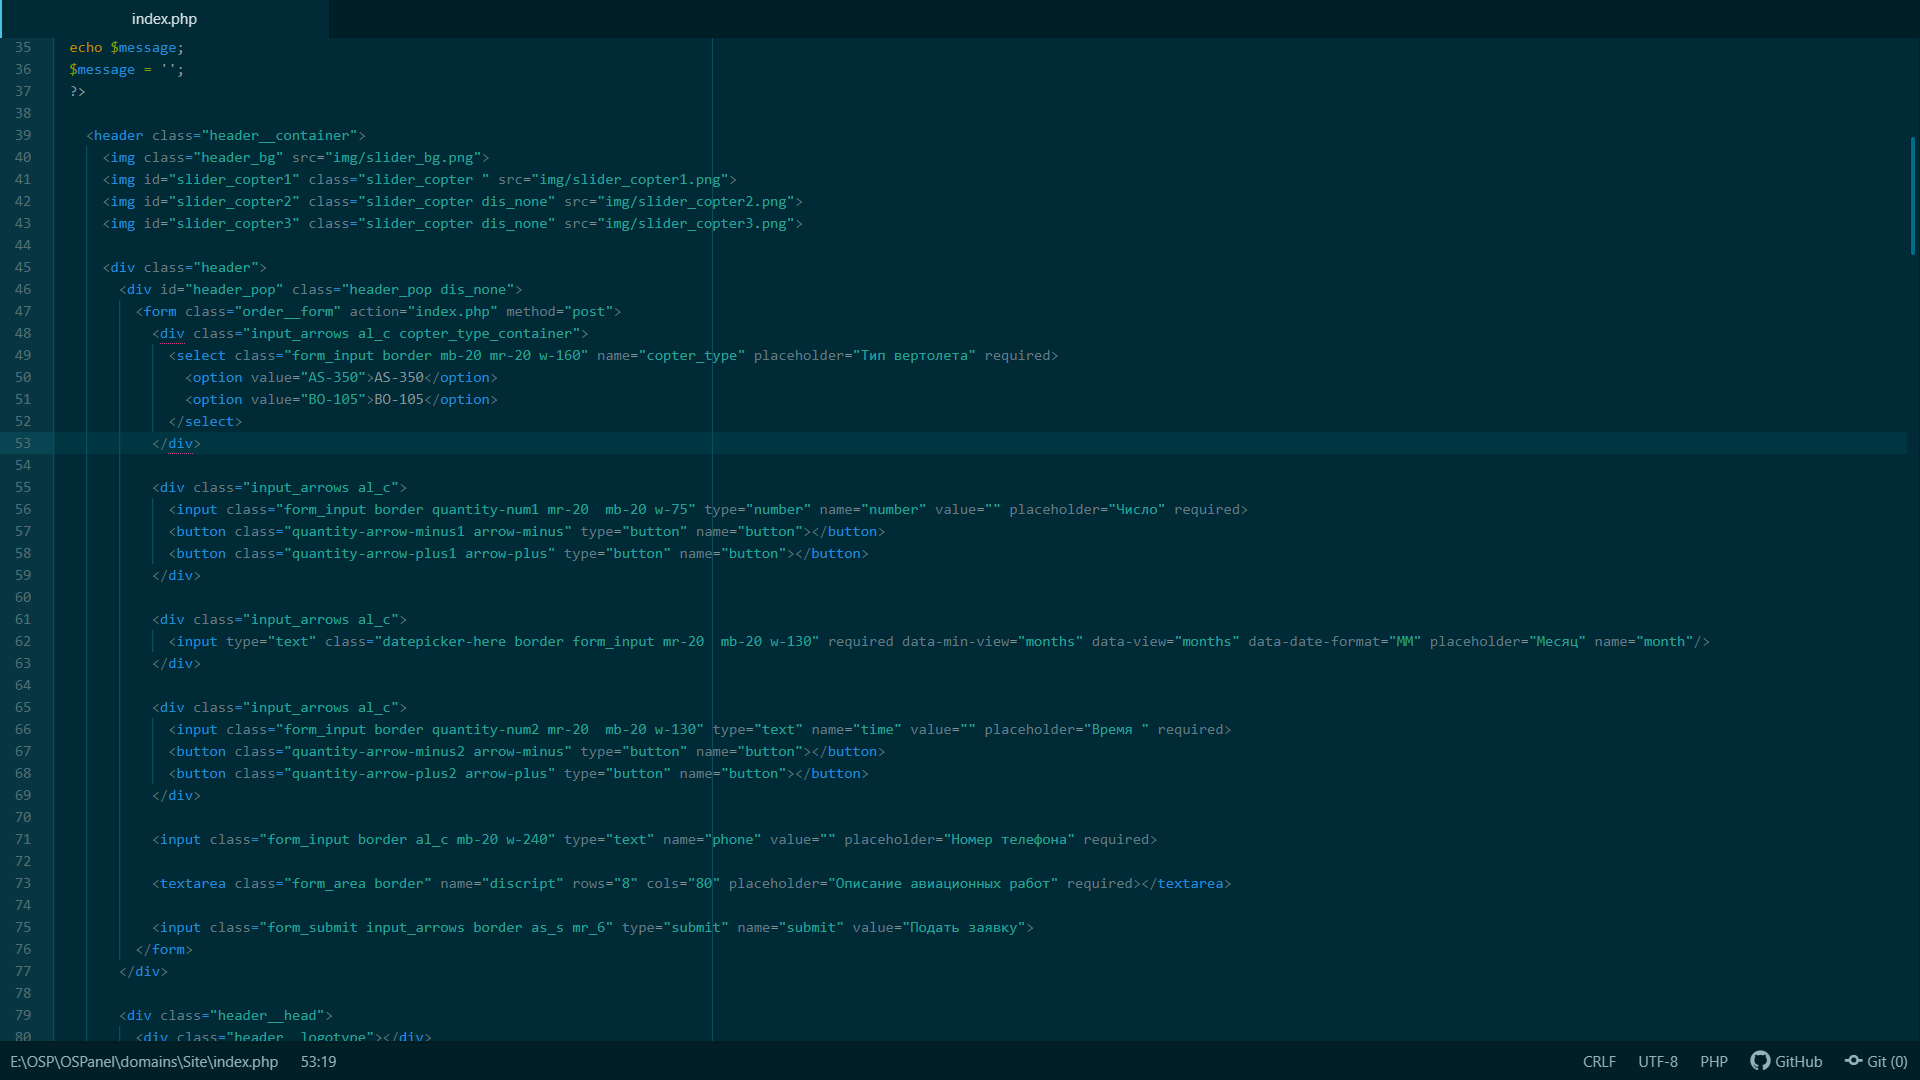 index.php
35 echo $message;
36 $message = '';
37 ?>
38
39 <header class="header__container">
40 <img class="header_bg" src="img/slider_bg.png">
41 <img id="slider_copter1" class="slider_copter " src="img/slider_copter1.png">
42 <img id="slider_copter2" class="slider_copter dis_none" src="img/slider_copter2.png">
43 <img id="slider_copter3" class="slider_copter dis_none" src="img/slider_copter3.png">
44
45 <div class="header">
46 <div id="header_pop" class="header_pop dis_none">
47 <form class="order__form" action="index.php" method="post">
48 <div class="input_arrows al_c copter_type_container">
49 <select class="form_input border mb-20 mr-20 w-160" name="copter_type" placeholder="Тип вертолета" required>
50 <option value="AS-350">AS-350</option>
51 <option value="BO-105">BO-105</option>
52 </select>
53 </div>
54
55 <div class="input_arrows al_c">
56 <input class="form_input border quantity-num1 mr-20  mb-20 w-75" type="number" name="number" value="" placeholder="Число" required>
57 <button class="quantity-arrow-minus1 arrow-minus" type="button" name="button"></button>
58 <button class="quantity-arrow-plus1 arrow-plus" type="button" name="button"></button>
59 </div>
60
61 <div class="input_arrows al_c">
62 <input type="text" class="datepicker-here border form_input mr-20  mb-20 w-130" required data-min-view="months" data-view="months" data-date-format="MM" placeholder="Месяц" name="month"/>
63 </div>
64
65 <div class="input_arrows al_c">
66 <input class="form_input border quantity-num2 mr-20  mb-20 w-130" type="text" name="time" value="" placeholder="Время " required>
67 <button class="quantity-arrow-minus2 arrow-minus" type="button" name="button"></button>
68 <button class="quantity-arrow-plus2 arrow-plus" type="button" name="button"></button>
69 </div>
70
71 <input class="form_input border al_c mb-20 w-240" type="text" name="phone" value="" placeholder="Номер телефона" required>
72
73 <textarea class="form_area border" name="discript" rows="8" cols="80" placeholder="Описание авиационных работ" required></textarea>
74
75 <input class="form_submit input_arrows border as_s mr_6" type="submit" name="submit" value="Подать заявку">
76 </form>
77 </div>
78
79 <div class="header__head">
80 <div class="header__logotype"></div>
E:\OSP\OSPanel\domains\Site\index.php 53:19 CRLF UTF-8 PHP GitHub Git (0)